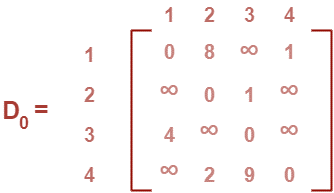 1 2 3 4
1 0 8 ∞ 1
2 ∞ 0 1 ∞
D₀ =
3 4 ∞ 0 ∞
4 ∞ 2 9 0